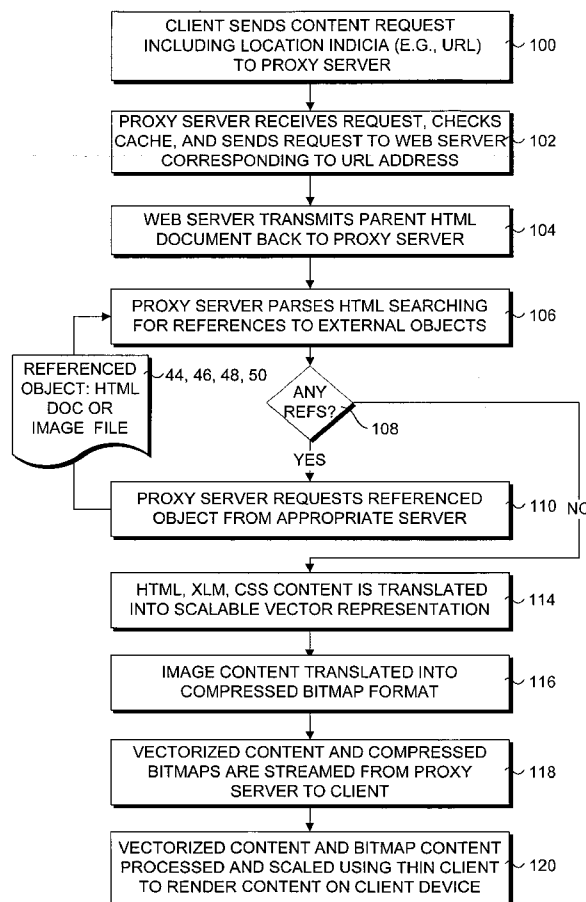 CLIENT SENDS CONTENT REQUEST
INCLUDING LOCATION INDICIA (E.G., URL)
TO PROXY SERVER
100
PROXY SERVER RECEIVES REQUEST, CHECKS
CACHE, AND SENDS REQUEST TO WEB SERVER
CORRESPONDING TO URL ADDRESS
102
WEB SERVER TRANSMITS PARENT HTML
DOCUMENT BACK TO PROXY SERVER
104
PROXY SERVER PARSES HTML SEARCHING
FOR REFERENCES TO EXTERNAL OBJECTS
106
REFERENCED
OBJECT: HTML
DOC OR
IMAGE FILE
44, 46, 48, 50
ANY
REFS?
108
YES
NO
PROXY SERVER REQUESTS REFERENCED
OBJECT FROM APPROPRIATE SERVER
110
HTML, XLM, CSS CONTENT IS TRANSLATED
INTO SCALABLE VECTOR REPRESENTATION
114
IMAGE CONTENT TRANSLATED INTO
COMPRESSED BITMAP FORMAT
116
VECTORIZED CONTENT AND COMPRESSED
BITMAPS ARE STREAMED FROM PROXY
SERVER TO CLIENT
118
VECTORIZED CONTENT AND BITMAP CONTENT
PROCESSED AND SCALED USING THIN CLIENT
TO RENDER CONTENT ON CLIENT DEVICE
120